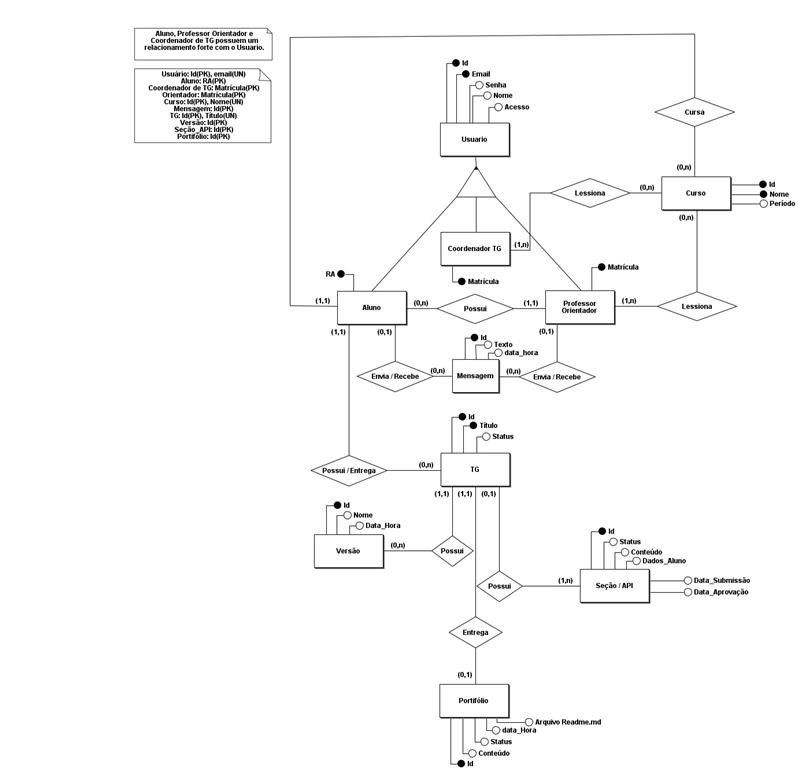 Aluno, Professor Orientador e
Coordenador de TG possuem um
relacionamento forte com o Usuario.
Usuário: Id(PK), email(UN)
Aluno: RA(PK)
Coordenador de TG: Matrícula(PK)
Orientador: Matrícula(PK)
Curso: Id(PK), Nome(UN)
Mensagem: Id(PK)
TG: Id(PK), Título(UN)
Versão: Id(PK)
Seção_API: Id(PK)
Portifólio: Id(PK)
Id
Email
Senha
Nome
Acesso
Usuario
Cursa
(0,n)
Lessiona
(0,n)
Curso
Id
Nome
Período
(0,n)
Coordenador TG
(1,n)
Matrícula
RA
Matrícula
(1,1)
Aluno
(0,n)
Possui
(1,1)
Professor
Orientador
(1,n)
Lessiona
(1,1)
(0,1)
(0,1)
Id
Texto
data_hora
Envia / Recebe
(0,n)
Mensagem
(0,n)
Envia / Recebe
Id
Título
Status
Possui / Entrega
(0,n)
TG
(1,1)
(1,1)
(0,1)
Id
Nome
Data_Hora
Versão
(0,n)
Possui
Id
Status
Conteúdo
Dados_Aluno
Possui
(1,n)
Seção / API
Data_Submissão
Data_Aprovação
Entrega
(0,1)
Portifólio
Arquivo Readme.md
data_Hora
Status
Conteúdo
Id